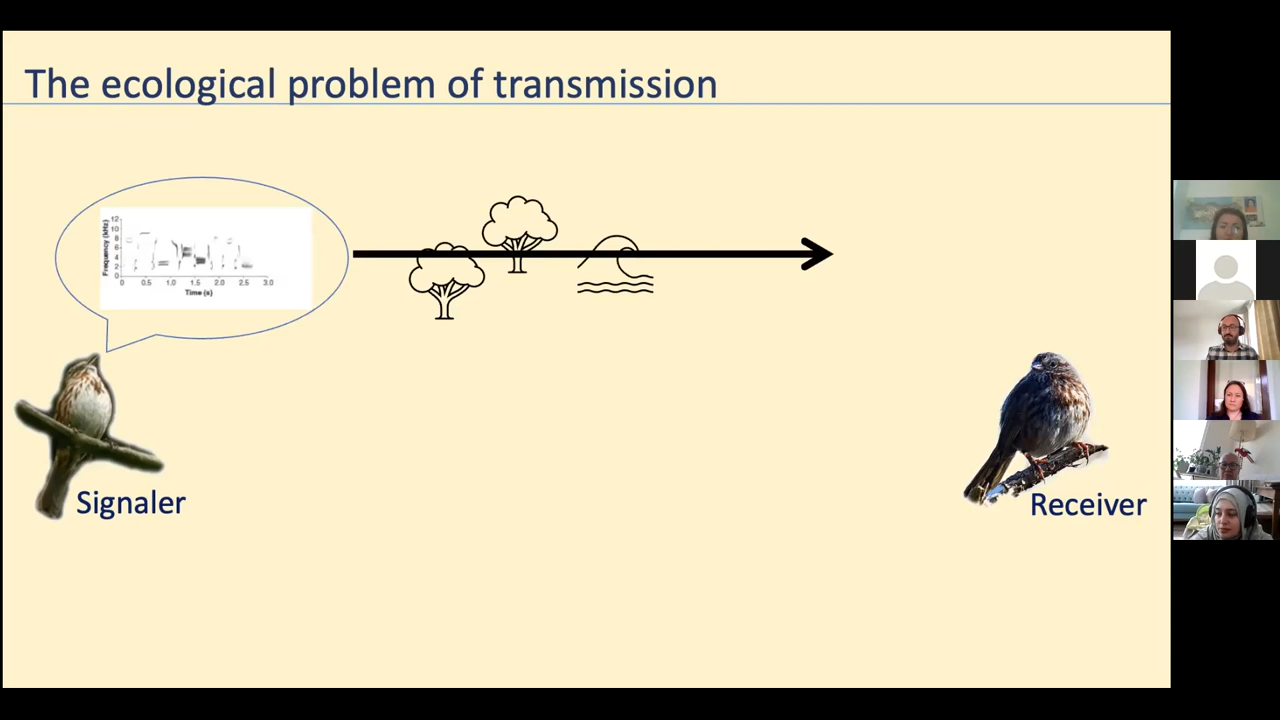 The ecological problem of transmission
Frequency (kHz)
12
10
8
6
4
2
0
0 0.5 1.0 1.5 2.0 2.5 3.0
Time (s)
Signaler
Receiver